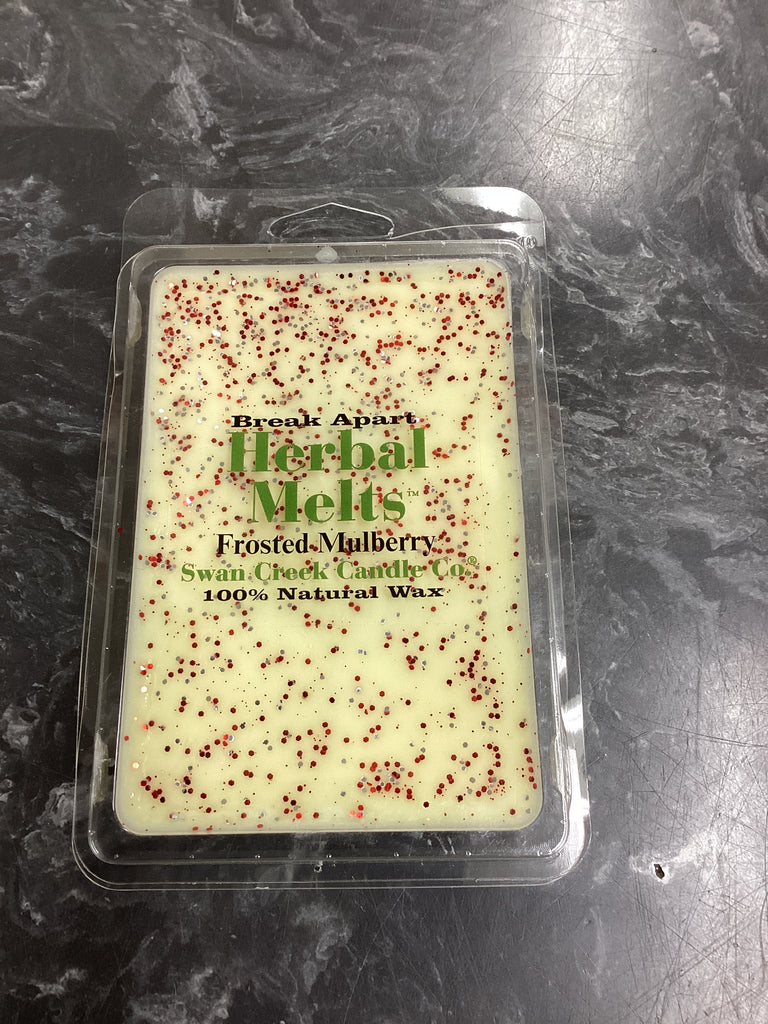 Break Apart
Herbal
Melts™
Frosted Mulberry
Swan Creek Candle Co.®
100% Natural Wax